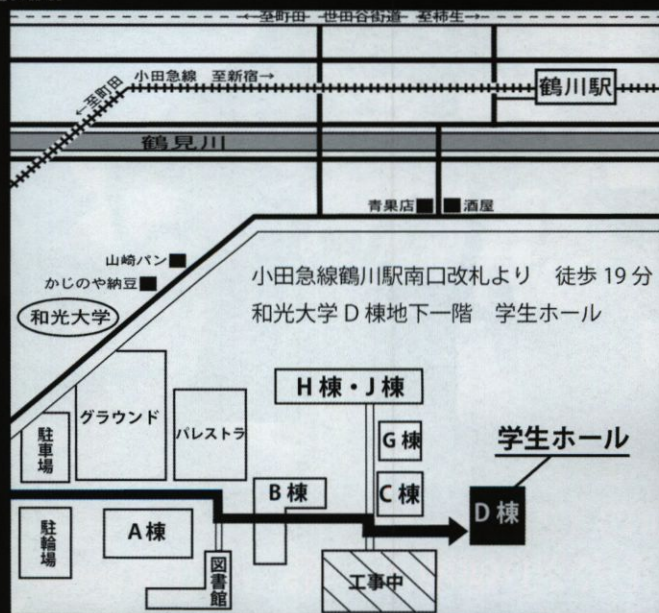 ←至町田　世田谷街道　至柿生→
小田急線　至新宿→
←至町田
鶴川駅
鶴見川
青果店
酒屋
山崎パン
かじのや納豆
和光大学
小田急線鶴川駅南口改札より　徒歩 19 分
和光大学 D 棟地下一階　学生ホール
H 棟・J 棟
グラウンド
パレストラ
G 棟
学生ホール
駐車場
B 棟
C 棟
D 棟
駐輪場
A 棟
図書館
工事中